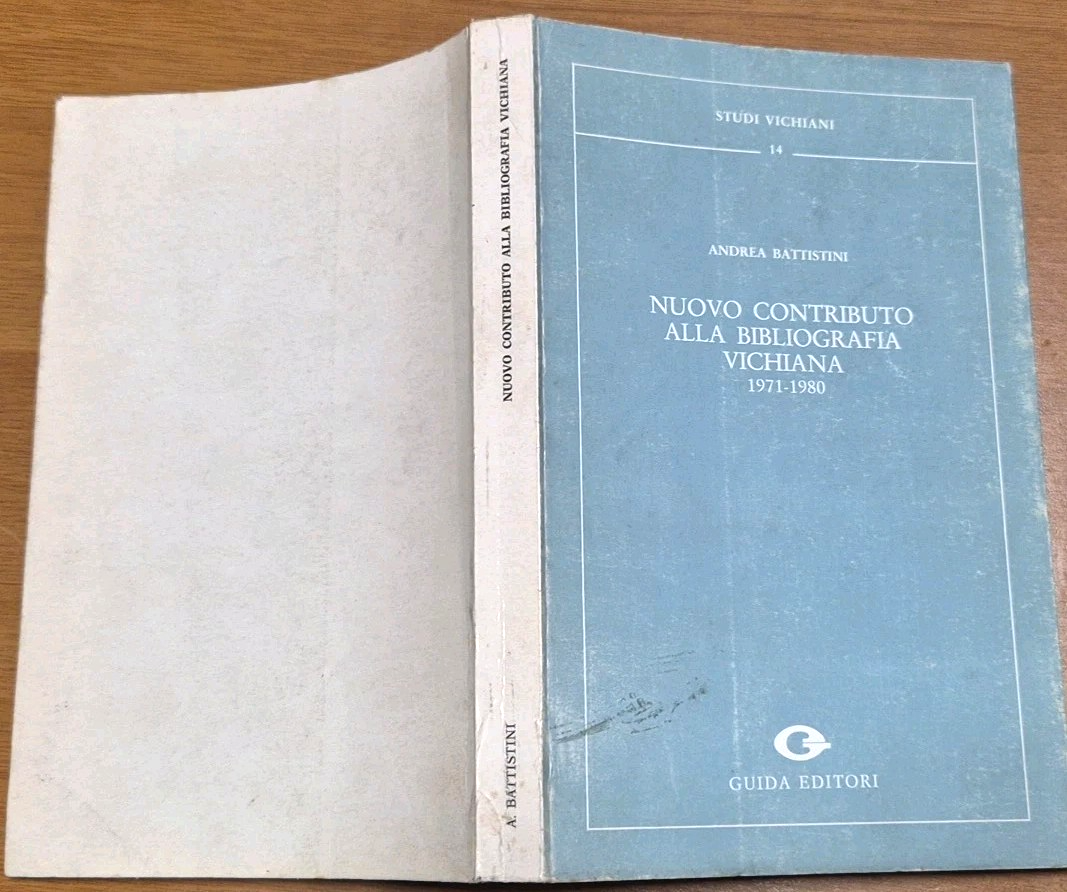 NUOVO CONTRIBUTO ALLA BIBLIOGRAFIA VICHIANA
A. BATTISTINI
STUDI VICHIANI
14
ANDREA BATTISTINI
NUOVO CONTRIBUTO
ALLA BIBLIOGRAFIA
VICHIANA
1971-1980
GUIDA EDITORI